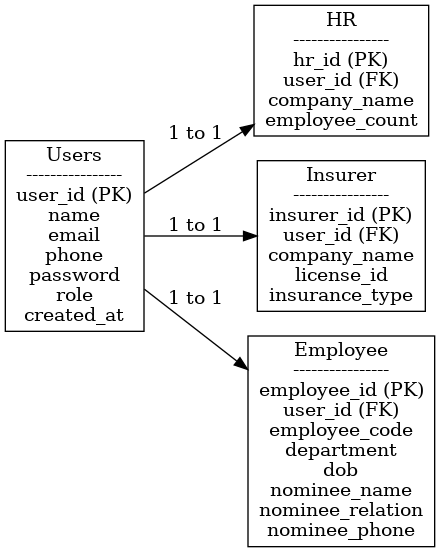 Users
----------------
user_id (PK)
name
email
phone
password
role
created_at
1 to 1
1 to 1
1 to 1
HR
----------------
hr_id (PK)
user_id (FK)
company_name
employee_count
Insurer
----------------
insurer_id (PK)
user_id (FK)
company_name
license_id
insurance_type
Employee
----------------
employee_id (PK)
user_id (FK)
employee_code
department
dob
nominee_name
nominee_relation
nominee_phone